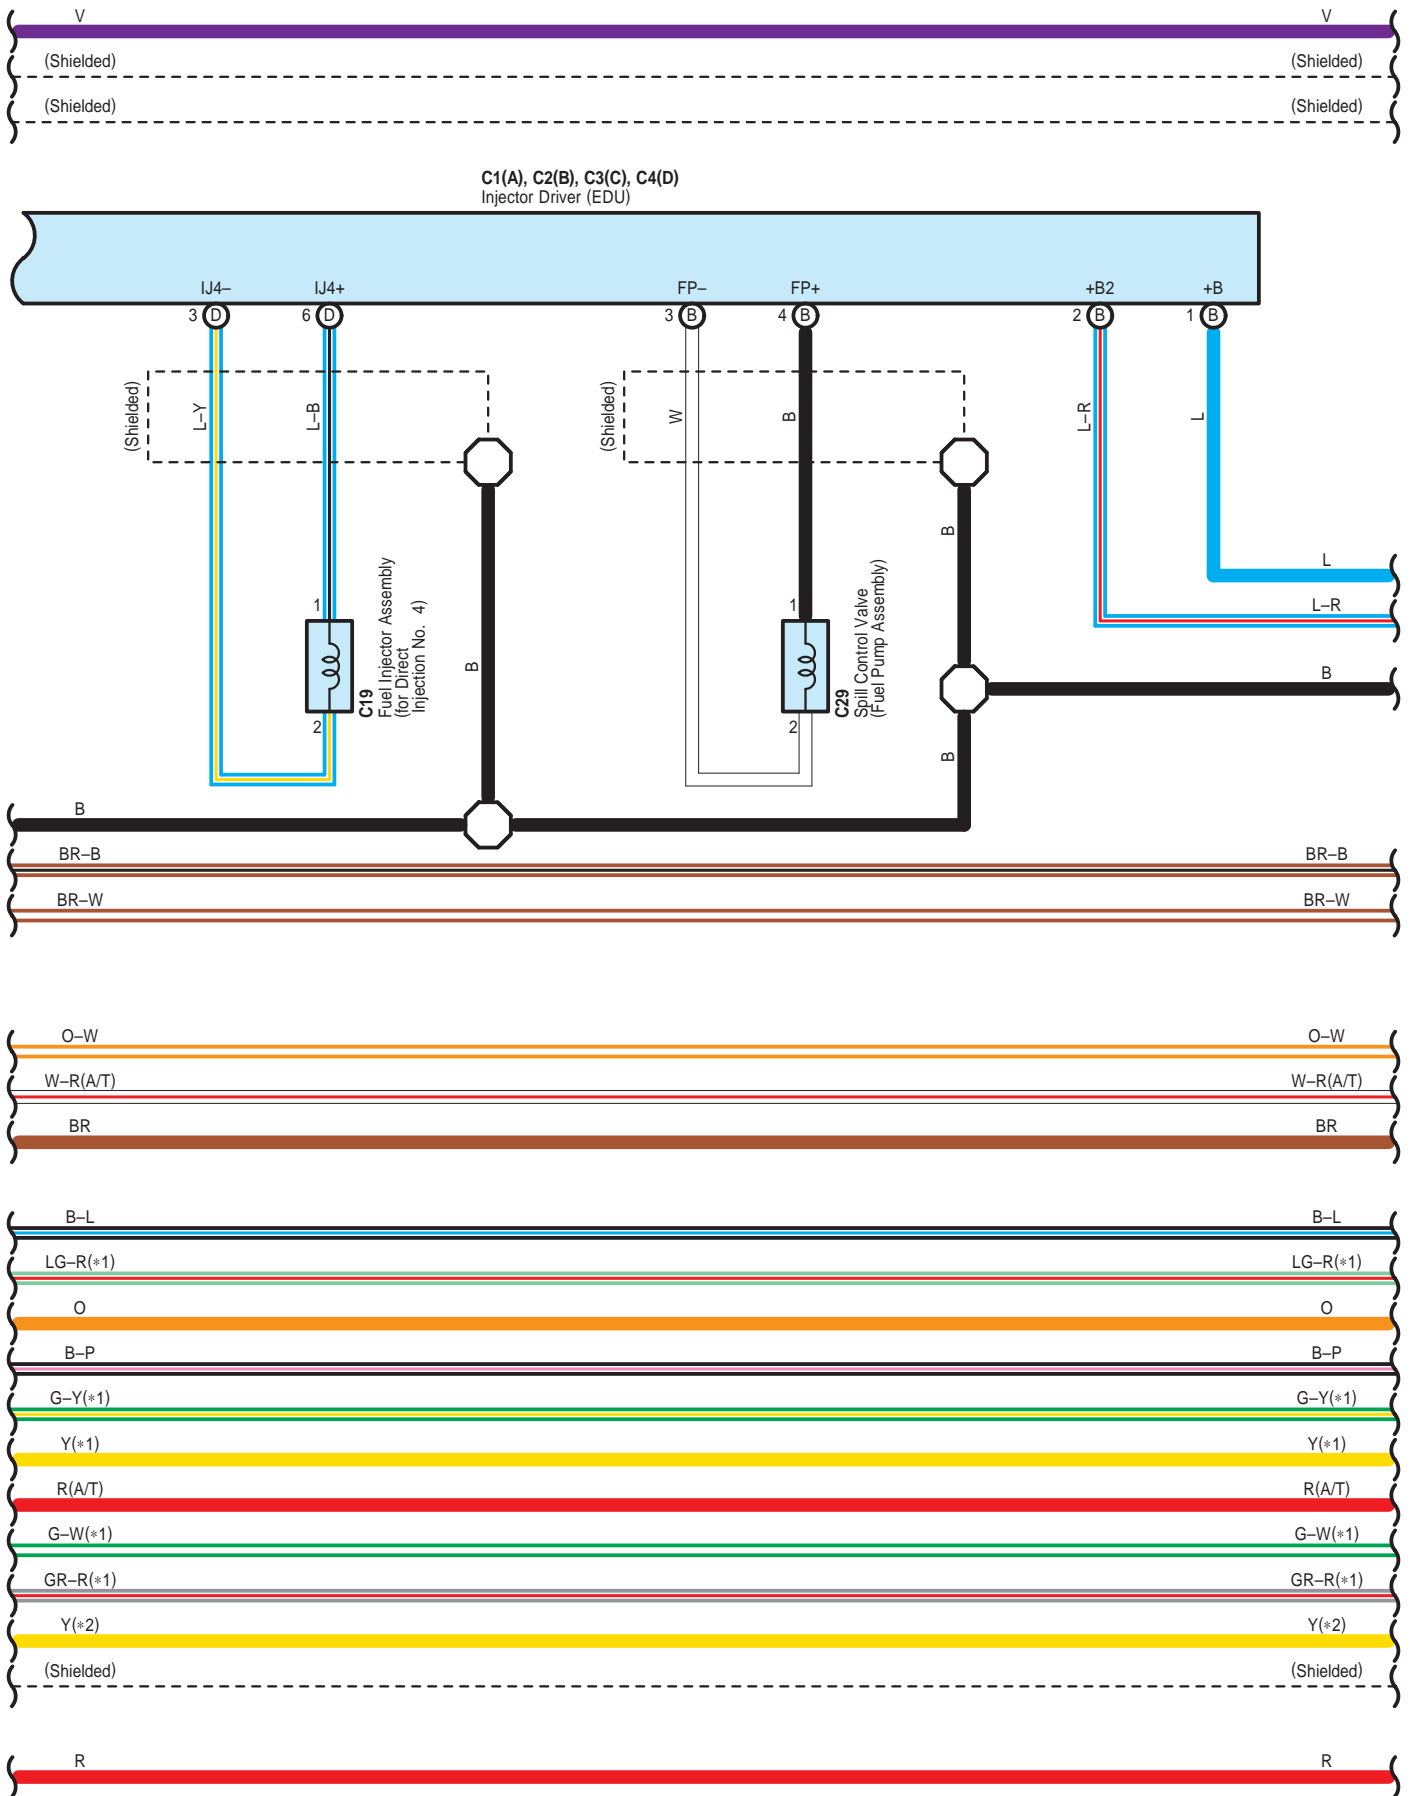 V V
(Shielded) (Shielded)
(Shielded) (Shielded)
C1(A), C2(B), C3(C), C4(D)
Injector Driver (EDU)
IJ4– IJ4+ FP– FP+ +B2 +B
3 D 6 D 3 B 4 B 2 B 1 B
(Shielded) L–Y L–B (Shielded) W B L–R L
B
L
L–R
1 1
C19
Fuel Injector Assembly
(for Direct
Injection No. 4)
B
C29
Spill Control Valve
(Fuel Pump Assembly)
B
2 2
B
B
BR–B BR–B
BR–W BR–W
O–W O–W
W–R(A/T) W–R(A/T)
BR BR
B–L B–L
LG–R(∗1) LG–R(∗1)
O O
B–P B–P
G–Y(∗1) G–Y(∗1)
Y(∗1) Y(∗1)
R(A/T) R(A/T)
G–W(∗1) G–W(∗1)
GR–R(∗1) GR–R(∗1)
Y(∗2) Y(∗2)
(Shielded) (Shielded)
R R